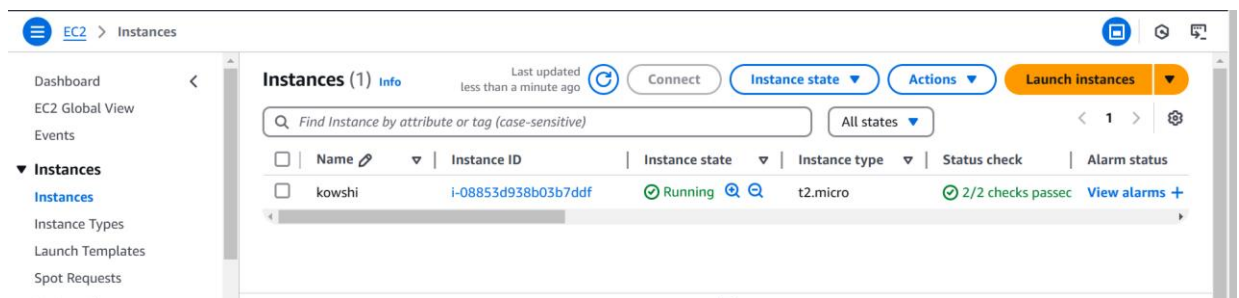 EC2 > Instances
Dashboard
EC2 Global View
Events
Instances
Instances
Instance Types
Launch Templates
Spot Requests
Instances (1) Info
Last updated
less than a minute ago
Connect
Instance state
Actions
Launch instances
Find Instance by attribute or tag (case-sensitive)
All states
1
Name | Instance ID | Instance state | Instance type | Status check | Alarm status
kowshi i-08853d938b03b7ddf Running t2.micro 2/2 checks passec View alarms +